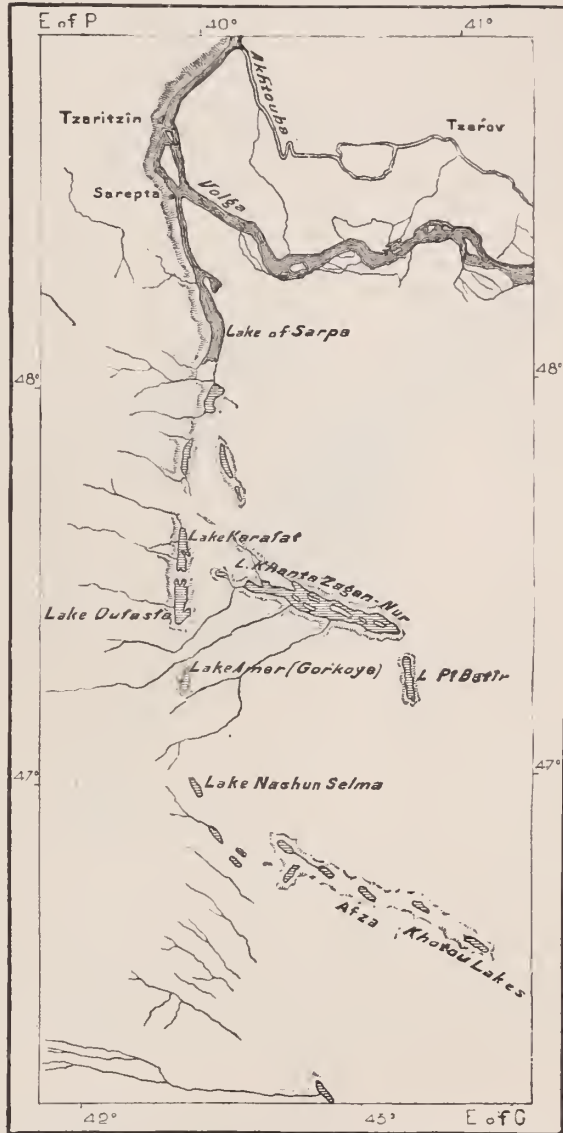 E of P
40°
41°
Akhtouba
Tzaritzin
Tzarov
Sarepta
Volga
Lake of Sarpa
48°
48°
Lake Karafat
L. Khanta Zagan-Nur
Lake Outasta
Lake Amer (Gorkoye)
L Pt Batir
47°
47°
Lake Nashun Selma
Afza
Khotou Lakes
42°
43°
E of G